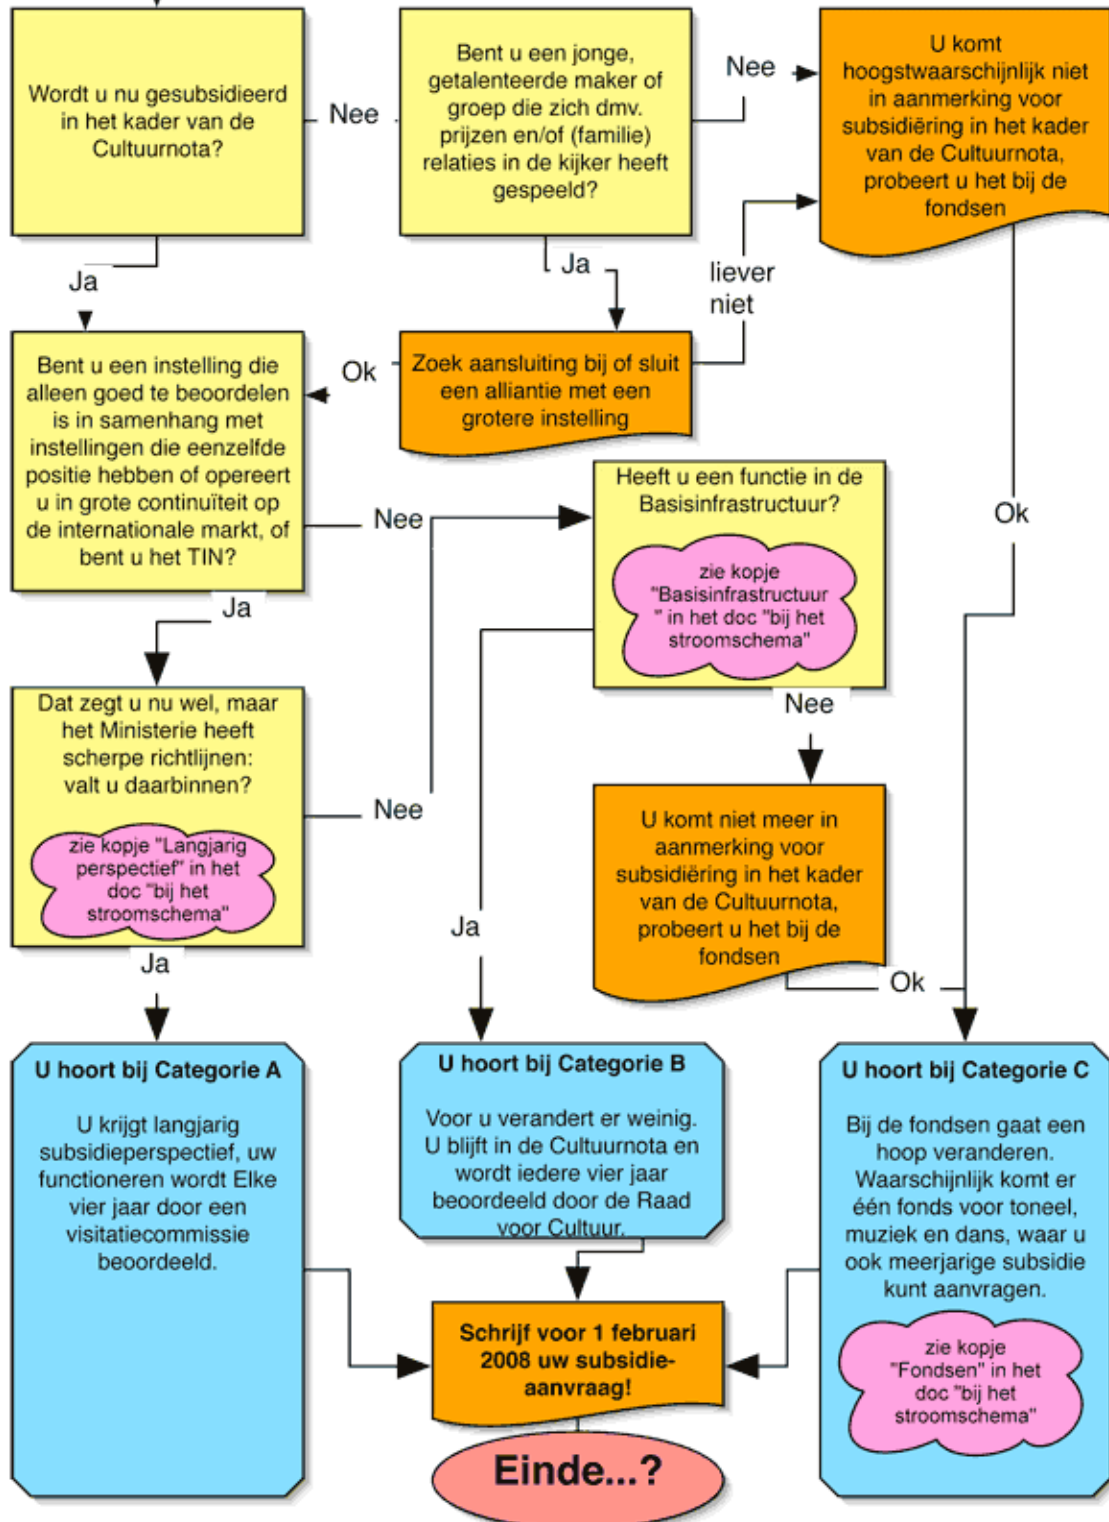 Wordt u nu gesubsidieerd
in het kader van de
Cultuurnota?
Nee
Bent u een jonge,
getalenteerde maker of
groep die zich dmv.
prijzen en/of (familie)
relaties in de kijker heeft
gespeeld?
Nee
U komt
hoogstwaarschijnlijk niet
in aanmerking voor
subsidiëring in het kader
van de Cultuurnota,
probeert u het bij de
fondsen
Ja
Ja
liever
niet
Bent u een instelling die
alleen goed te beoordelen
is in samenhang met
instellingen die eenzelfde
positie hebben of opereert
u in grote continuïteit op
de internationale markt, of
bent u het TIN?
Ok
Zoek aansluiting bij of sluit
een alliantie met een
grotere instelling
Nee
Heeft u een functie in de
Basisinfrastructuur?
zie kopje
"Basisinfrastructuur
" in het doc "bij het
stroomschema"
Ok
Ja
Nee
Dat zegt u nu wel, maar
het Ministerie heeft
scherpe richtlijnen:
valt u daarbinnen?
zie kopje "Langjarig
perspectief" in het
doc "bij het
stroomschema"
Nee
U komt niet meer in
aanmerking voor
subsidiëring in het kader
van de Cultuurnota,
probeert u het bij de
fondsen
Ja
Ja
Ok
U hoort bij Categorie A
U krijgt langjarig
subsidieperspectief, uw
functioneren wordt Elke
vier jaar door een
visitatiecommissie
beoordeeld.
U hoort bij Categorie B
Voor u verandert er weinig.
U blijft in de Cultuurnota en
wordt iedere vier jaar
beoordeeld door de Raad
voor Cultuur.
U hoort bij Categorie C
Bij de fondsen gaat een
hoop veranderen.
Waarschijnlijk komt er
één fonds voor toneel,
muziek en dans, waar u
ook meerjarige subsidie
kunt aanvragen.
zie kopje
"Fondsen" in het
doc "bij het
stroomschema"
Schrijf voor 1 februari
2008 uw subsidie-
aanvraag!
Einde...?